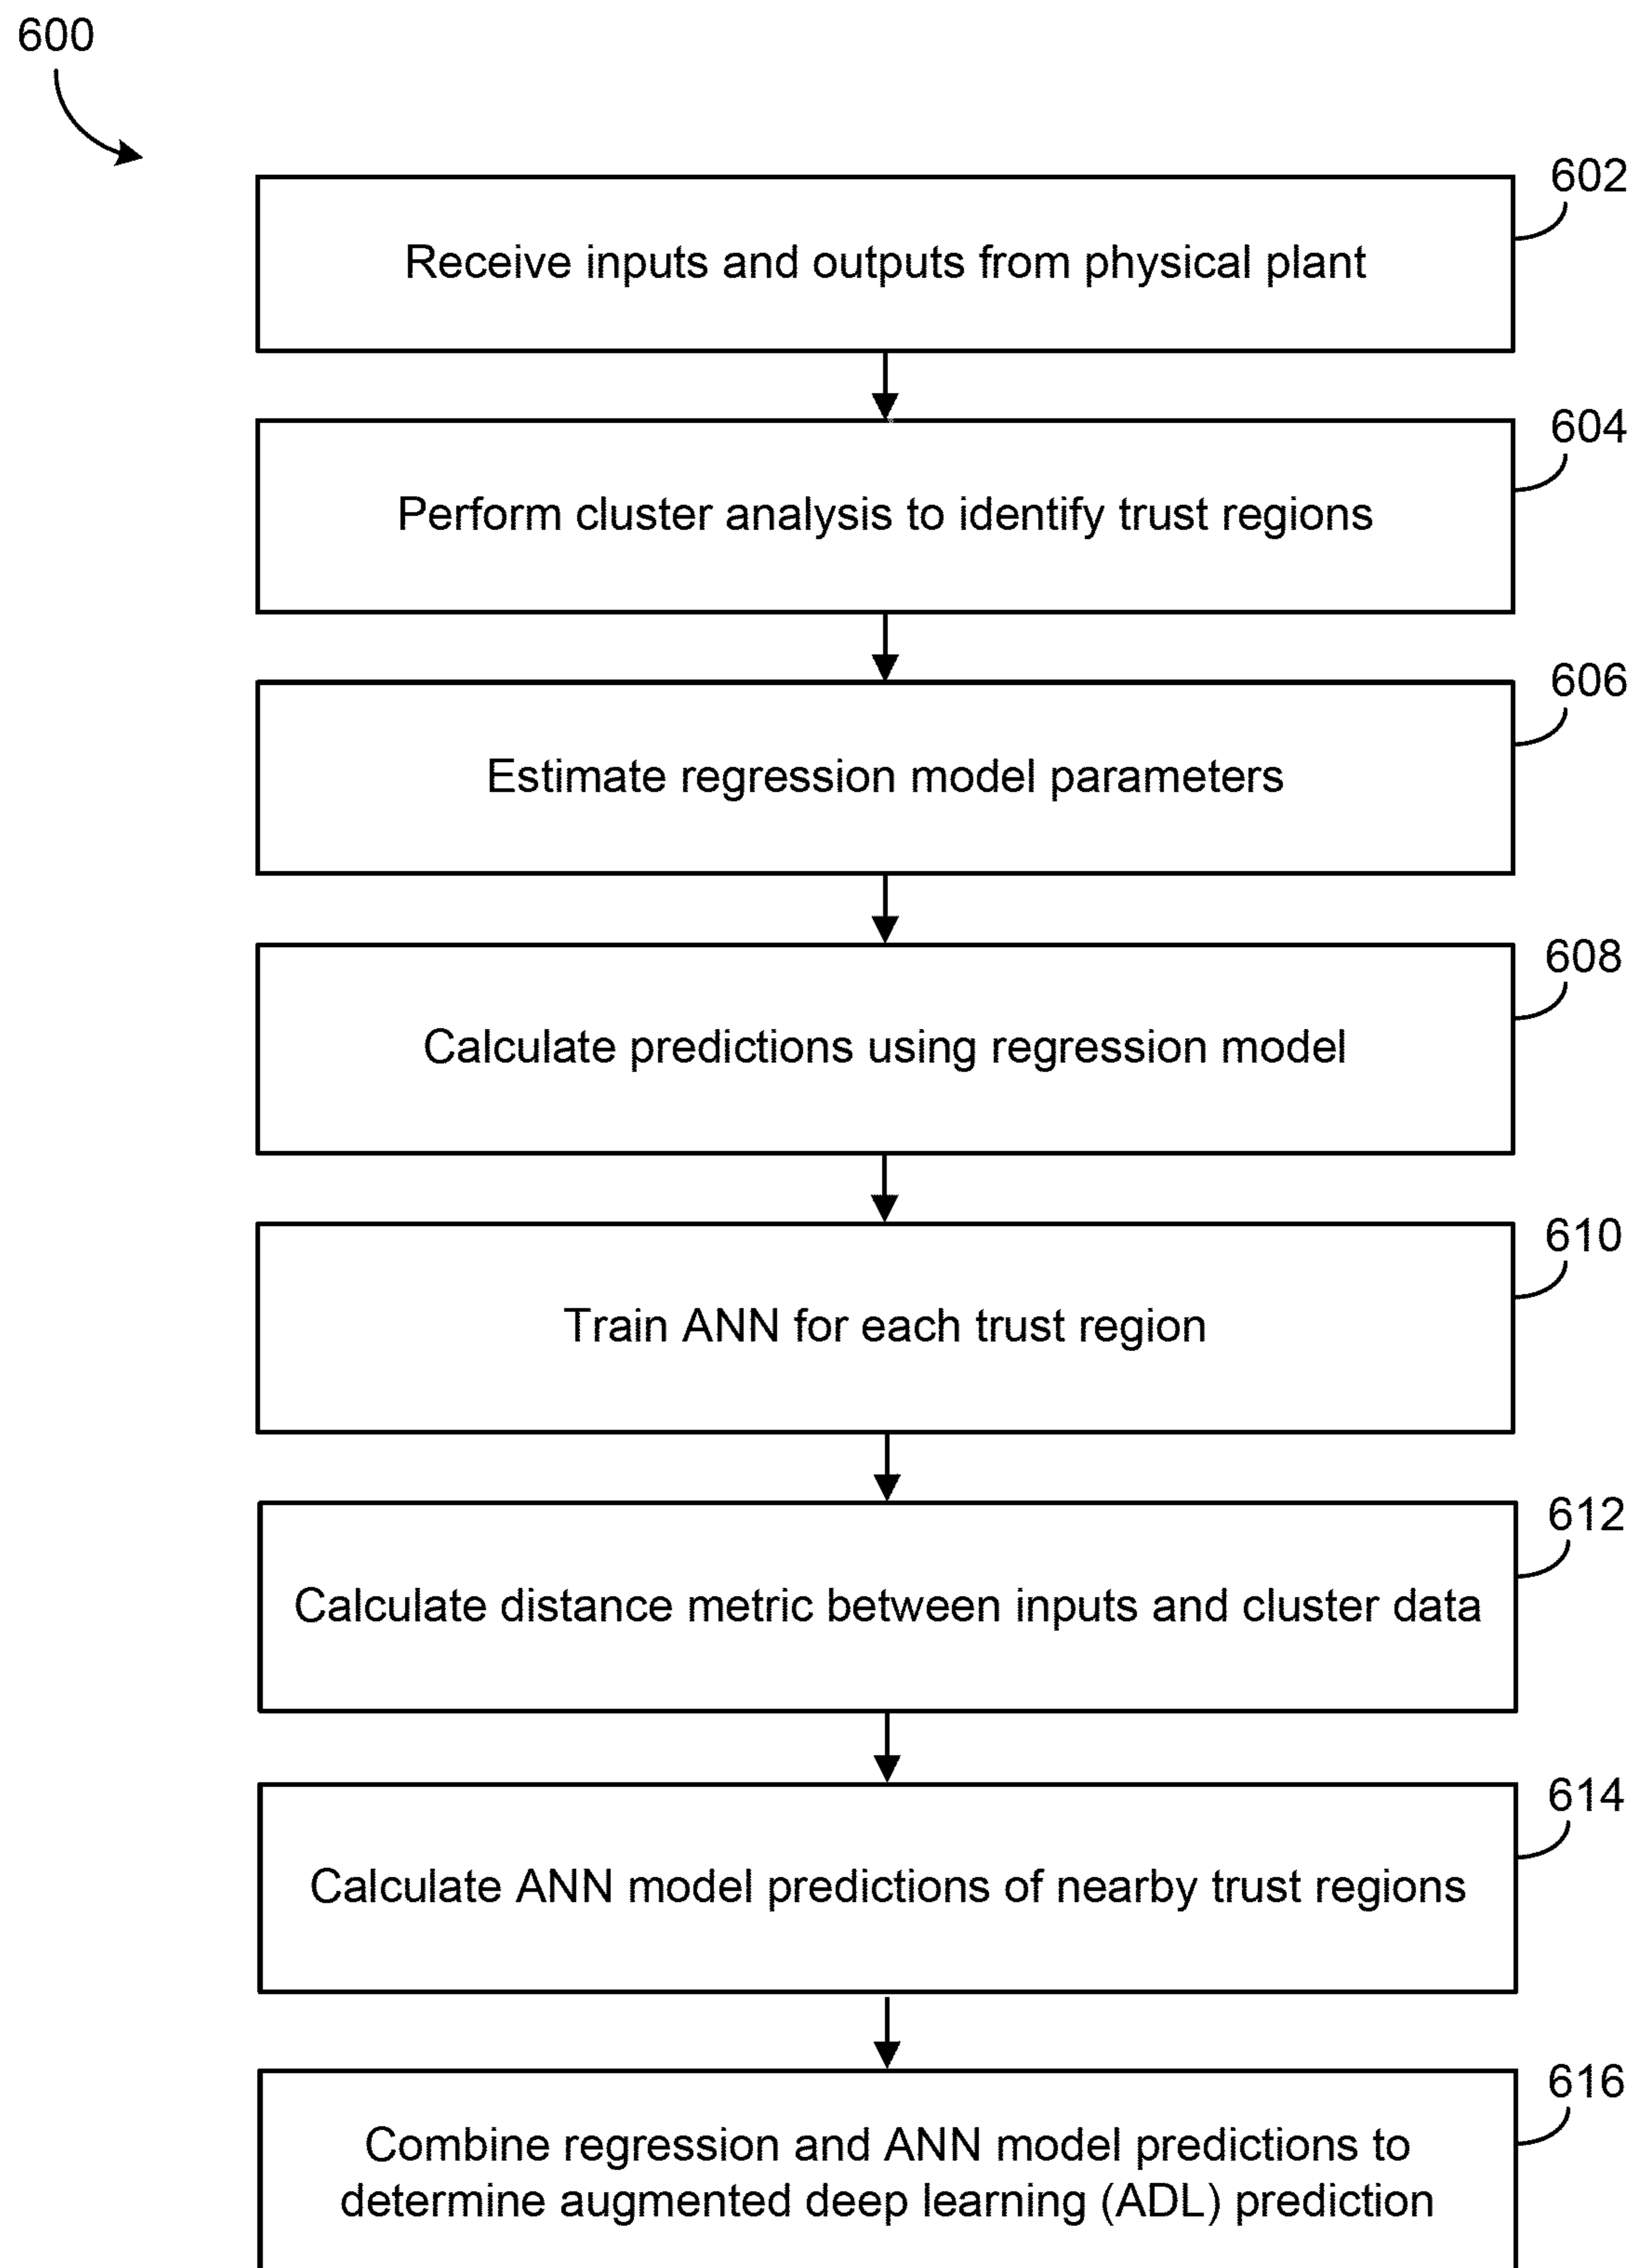 600
602
Receive inputs and outputs from physical plant
604
Perform cluster analysis to identify trust regions
606
Estimate regression model parameters
608
Calculate predictions using regression model
610
Train ANN for each trust region
612
Calculate distance metric between inputs and cluster data
614
Calculate ANN model predictions of nearby trust regions
616
Combine regression and ANN model predictions to
determine augmented deep learning (ADL) prediction